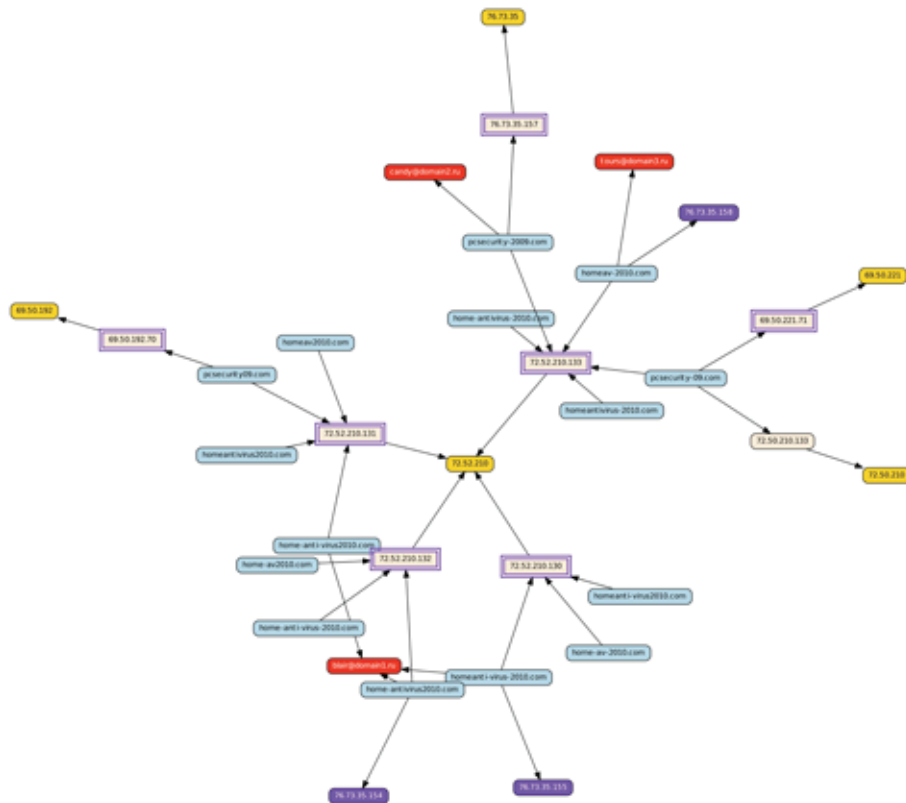 76.73.35
76.73.35.157
candy@domain2.ru
tours@domain3.ru
76.73.35.158
pcsecurity-2009.com
homeav-2010.com
69.50.221
69.50.192
home-antivirus-2010.com
69.50.221.71
69.50.192.70
homeav2010.com
72.52.210.133
pcsecurity09.com
pcsecurity-09.com
homeantivirus-2010.com
72.52.210.131
72.50.210.133
homeantivirus2010.com
72.52.210
72.50.210
home-anti-virus2010.com
72.52.210.132
home-av2010.com
72.52.210.130
homeanti-virus2010.com
home-anti-virus-2010.com
home-av-2010.com
blair@domain1.ru
homeanti-virus-2010.com
home-antivirus2010.com
76.73.35.154
76.73.35.155